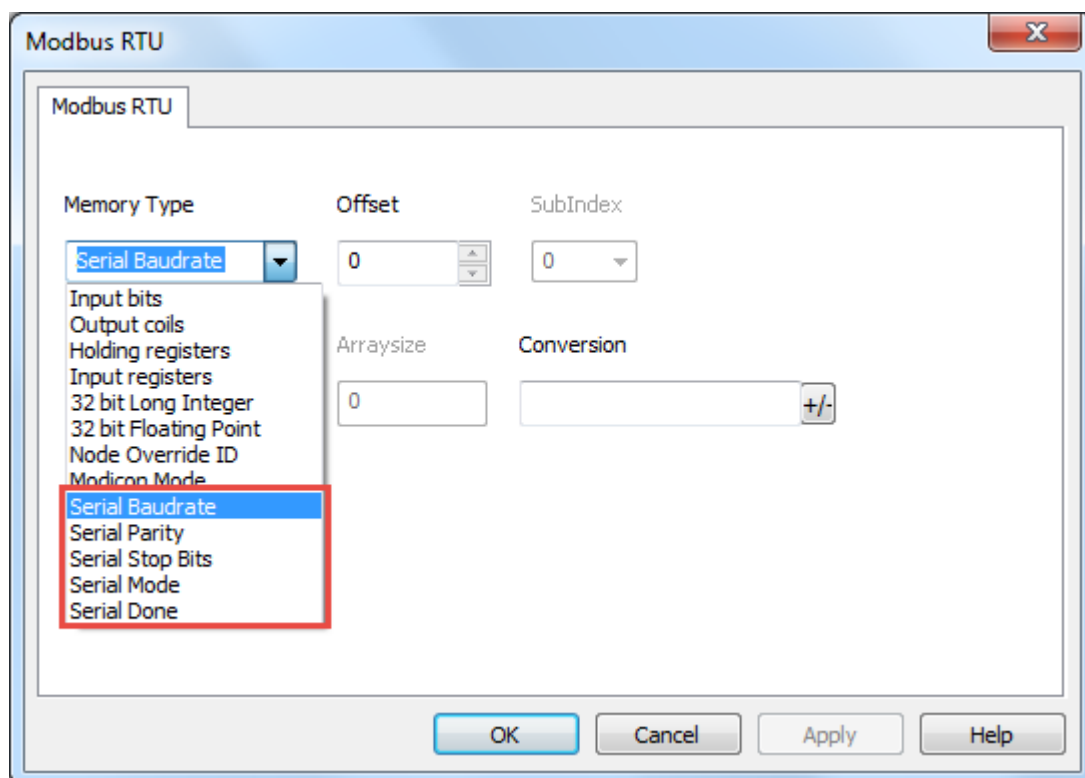 Modbus RTU
Modbus RTU
Memory Type Offset SubIndex
Serial Baudrate 0 0
Input bits
Output coils
Holding registers
Input registers
32 bit Long Integer
32 bit Floating Point
Node Override ID
Modicon Mode
Serial Baudrate
Serial Parity
Serial Stop Bits
Serial Mode
Serial Done
Arraysize Conversion
0 +/-
OK Cancel Apply Help